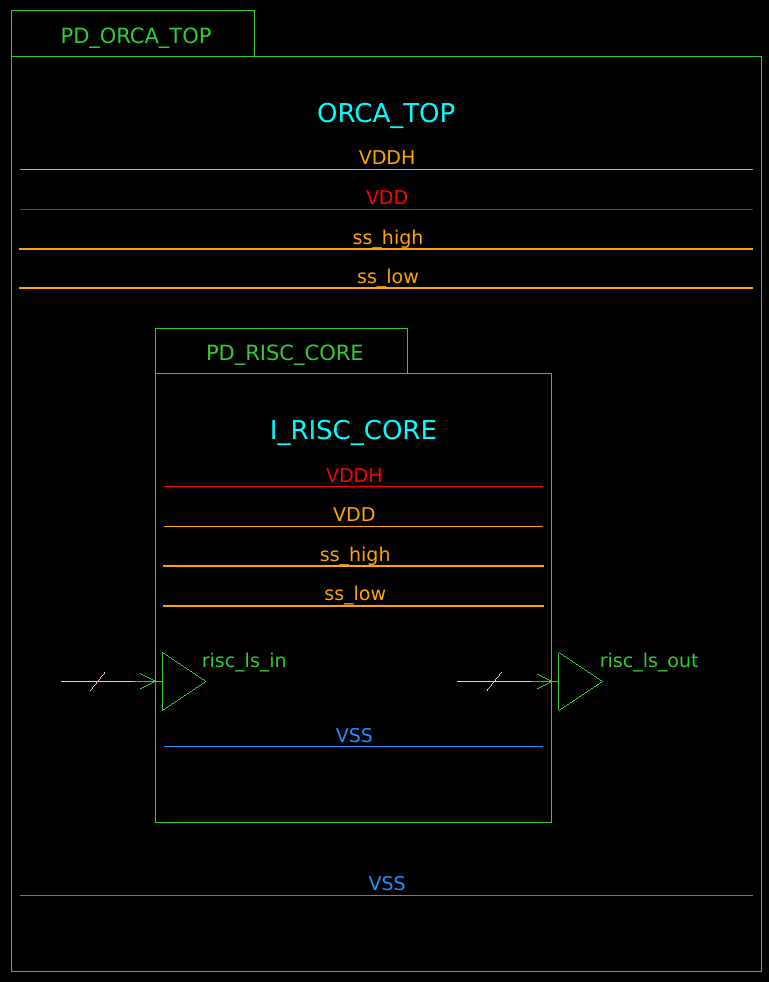 PD_ORCA_TOP
ORCA_TOP
VDDH
VDD
ss_high
ss_low
PD_RISC_CORE
I_RISC_CORE
VDDH
VDD
ss_high
ss_low
risc_ls_in
risc_ls_out
VSS
VSS